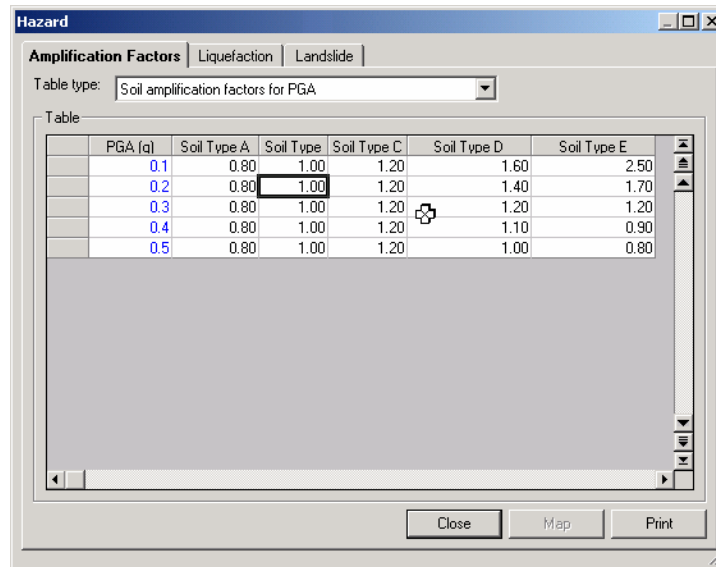 Hazard
Amplification Factors Liquefaction Landslide
Table type: Soil amplification factors for PGA
Table
PGA (g) Soil Type A Soil Type Soil Type C Soil Type D Soil Type E
0.1 0.80 1.00 1.20 1.60 2.50
0.2 0.80 1.00 1.20 1.40 1.70
0.3 0.80 1.00 1.20 1.20 1.20
0.4 0.80 1.00 1.20 1.10 0.90
0.5 0.80 1.00 1.20 1.00 0.80
Close Map Print